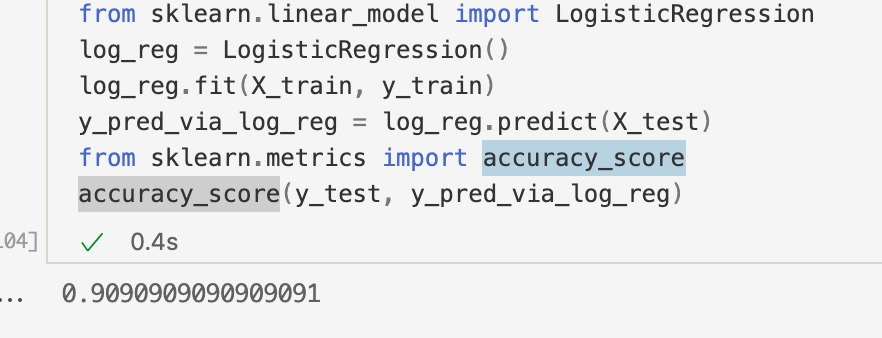 from sklearn.linear_model import LogisticRegression
log_reg = LogisticRegression()
log_reg.fit(X_train, y_train)
y_pred_via_log_reg = log_reg.predict(X_test)
from sklearn.metrics import accuracy_score
accuracy_score(y_test, y_pred_via_log_reg)
04] ✓ 0.4s
... 0.9090909090909091